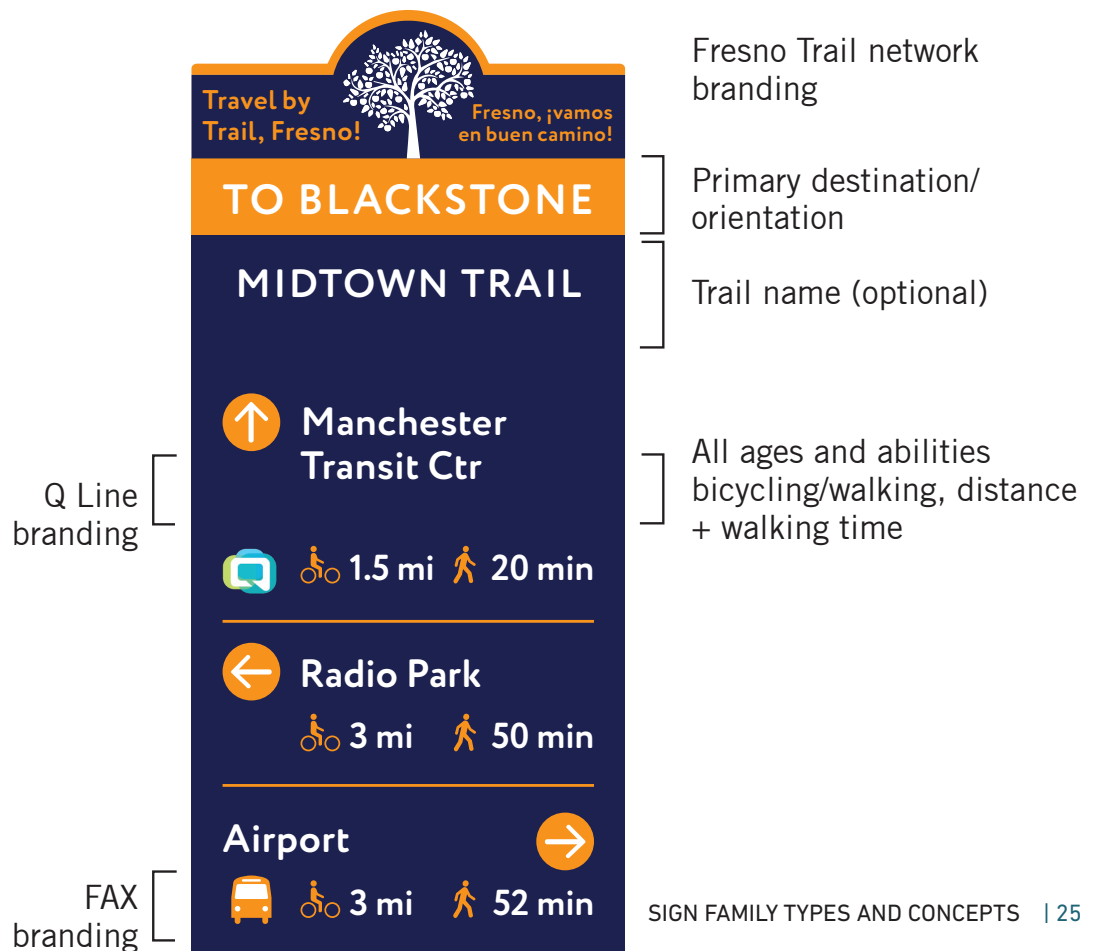 Travel by
Trail, Fresno!
Fresno, ¡vamos
en buen camino!
Fresno Trail network
branding
TO BLACKSTONE
Primary destination/
orientation
MIDTOWN TRAIL
Trail name (optional)
Manchester
Transit Ctr
Q Line
branding
All ages and abilities
bicycling/walking, distance
+ walking time
1.5 mi 20 min
Radio Park
3 mi 50 min
Airport
FAX
branding
3 mi 52 min
SIGN FAMILY TYPES AND CONCEPTS | 25